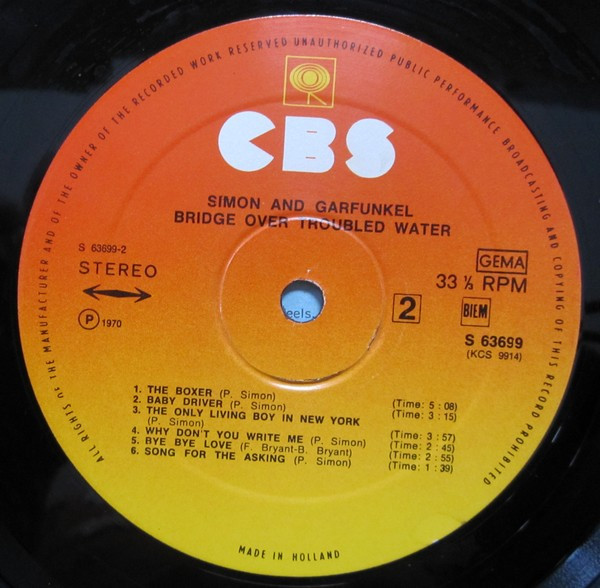 ALL RIGHTS of THE MANUFACTURER AND OF THE OWNER OF THE RECORDED WORK RESERVED UNAUTHORIZED PUBLIC PERFORMANCE BROADCASTING AND COPYING OF THIS RECORD PROHIBITED
CBS
SIMON AND GARFUNKEL
BRIDGE OVER TROUBLED WATER
S 63699-2
STEREO
Ⓟ 1970
GEMA
33 ⅓ RPM
2 BIEM
S 63699
(KCS 9914)
eels.
1. THE BOXER (P. Simon) (Time: 5 : 08)
2. BABY DRIVER (P. Simon) (Time: 3 : 15)
3. THE ONLY LIVING BOY IN NEW YORK
(P. Simon) (Time: 3 : 57)
4. WHY DON'T YOU WRITE ME (P. Simon) (Time: 2 : 45)
5. BYE BYE LOVE (F. Bryant-B. Bryant) (Time: 2 : 55)
6. SONG FOR THE ASKING (P. Simon) (Time: 1 : 39)
MADE IN HOLLAND